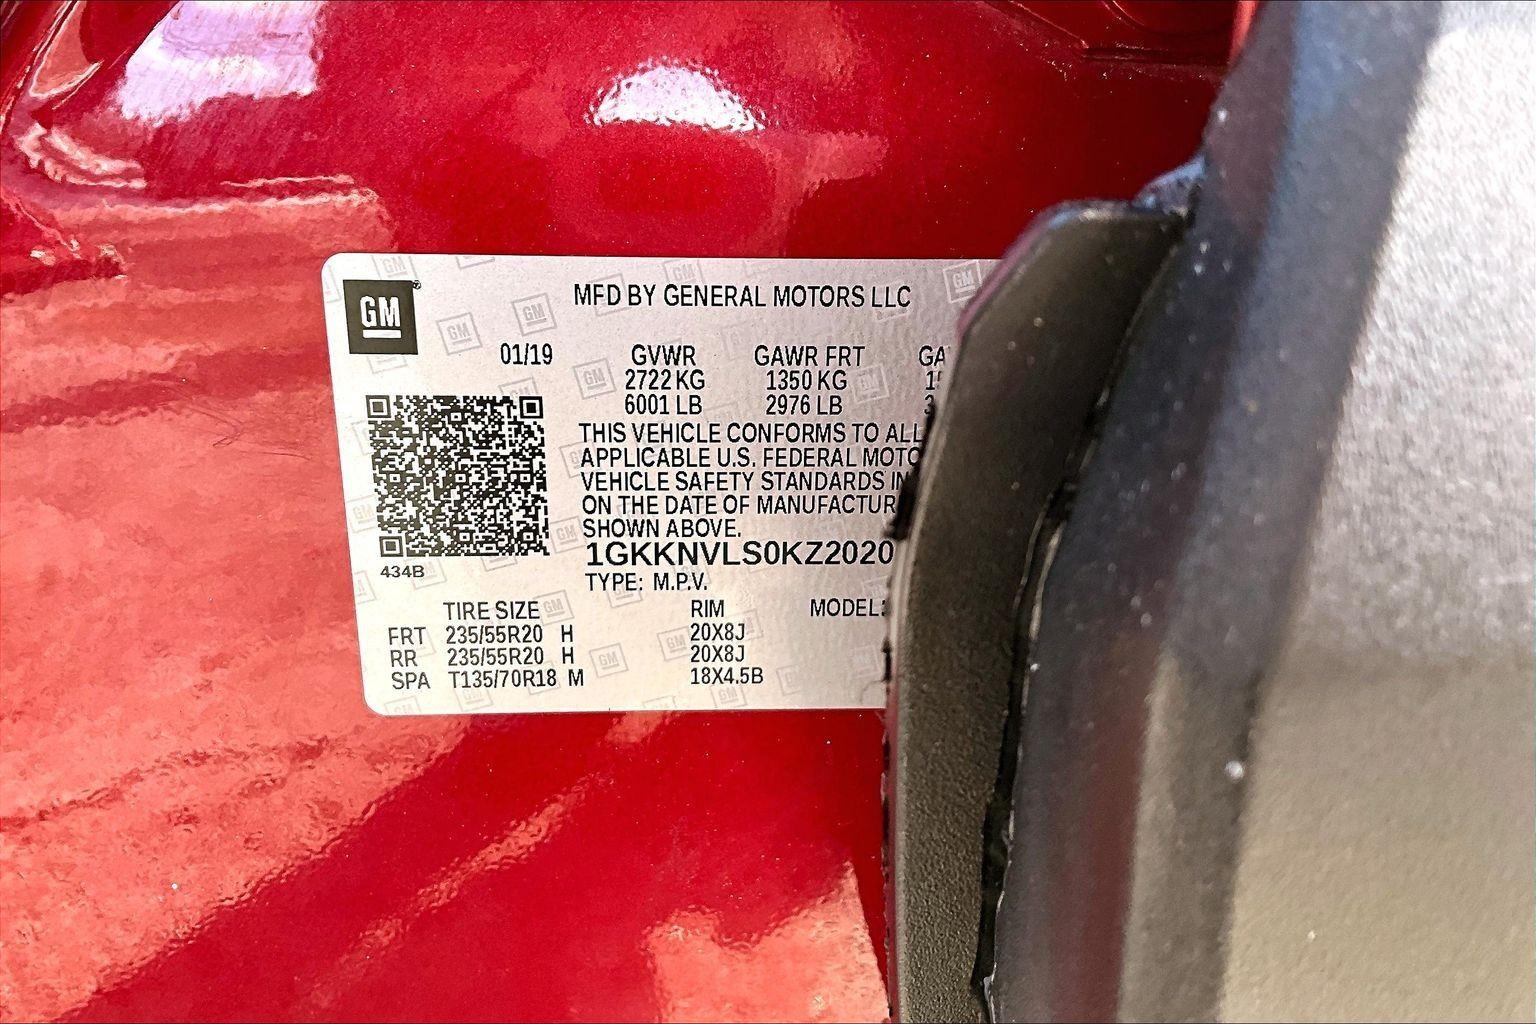 GM
MFD BY GENERAL MOTORS LLC
01/19 GVWR GAWR FRT GA
2722 KG 1350 KG
6001 LB 2976 LB
THIS VEHICLE CONFORMS TO ALL
APPLICABLE U.S. FEDERAL MOTO
VEHICLE SAFETY STANDARDS IN
ON THE DATE OF MANUFACTUR
SHOWN ABOVE.
1GKKNVLS0KZ2020
434B
TYPE: M.P.V.
TIRE SIZE RIM MODEL:
FRT 235/55R20 H 20X8J
RR 235/55R20 H 20X8J
SPA T135/70R18 M 18X4.5B